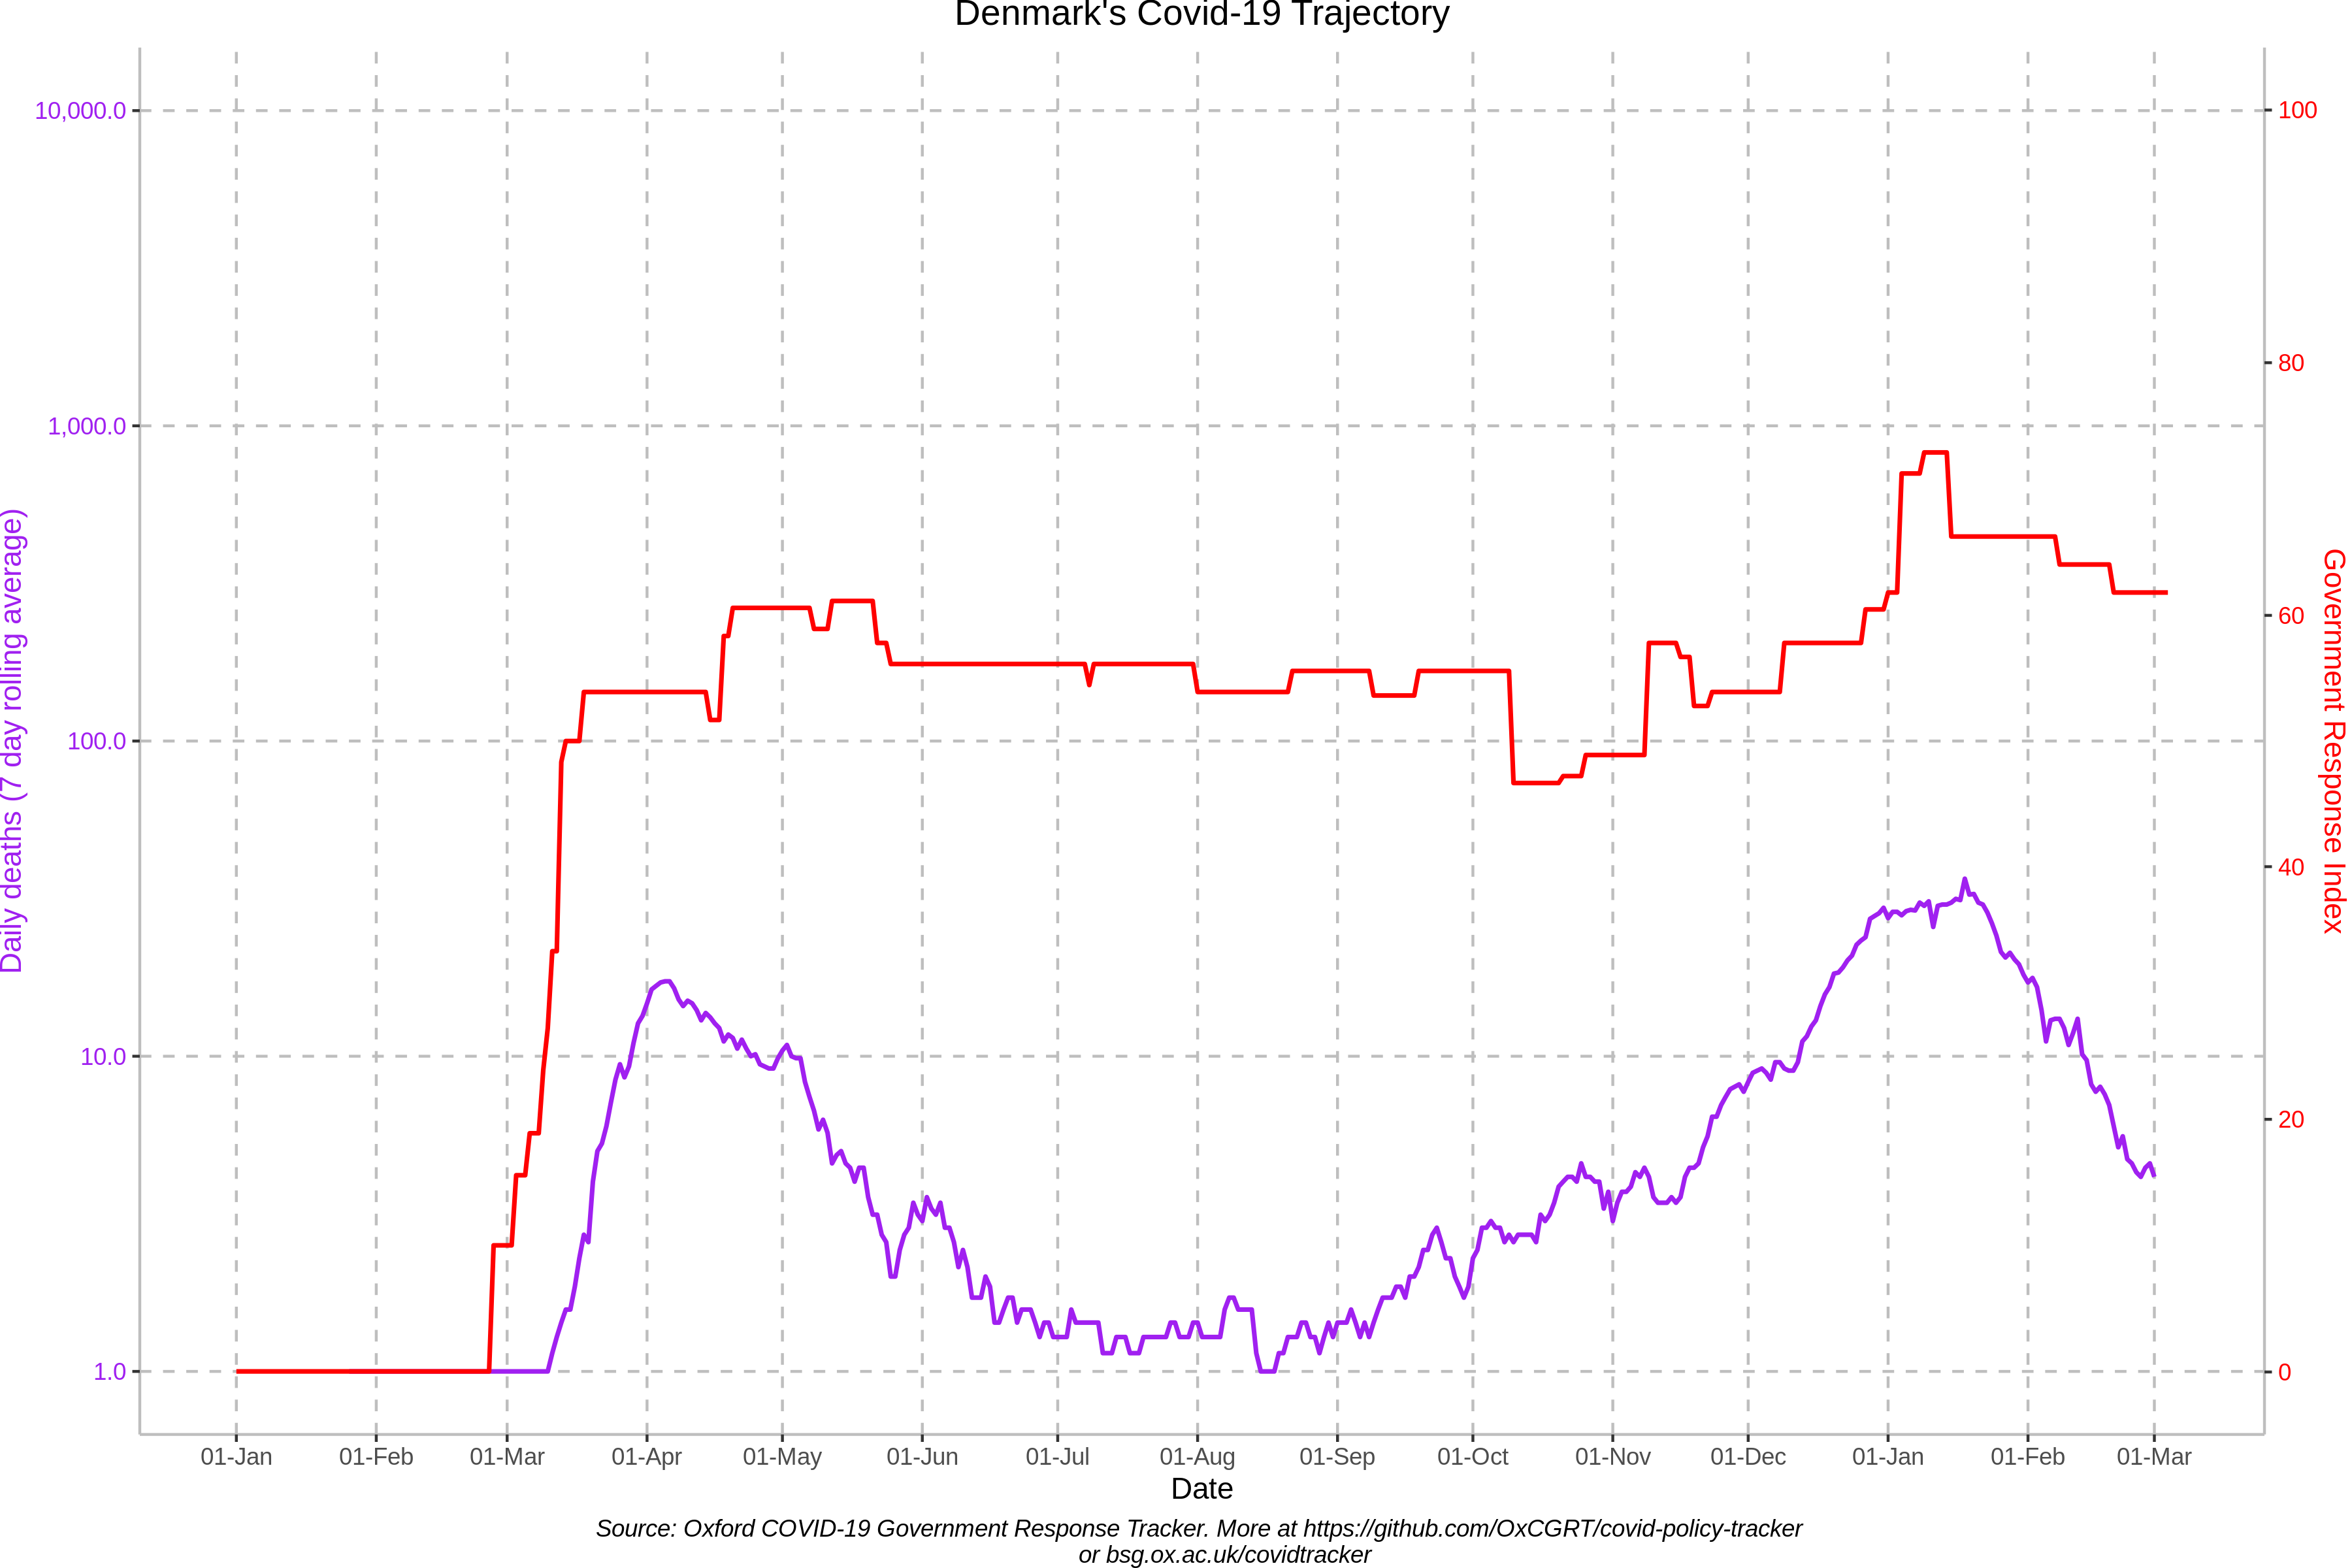 Denmark's Covid-19 Trajectory
10,000.0
1,000.0
100.0
10.0
1.0
Daily deaths (7 day rolling average)
100
80
60
40
20
0
Government Response Index
01-Jan 01-Feb 01-Mar 01-Apr 01-May 01-Jun 01-Jul 01-Aug 01-Sep 01-Oct 01-Nov 01-Dec 01-Jan 01-Feb 01-Mar
Date
Source: Oxford COVID-19 Government Response Tracker. More at https://github.com/OxCGRT/covid-policy-tracker
or bsg.ox.ac.uk/covidtracker